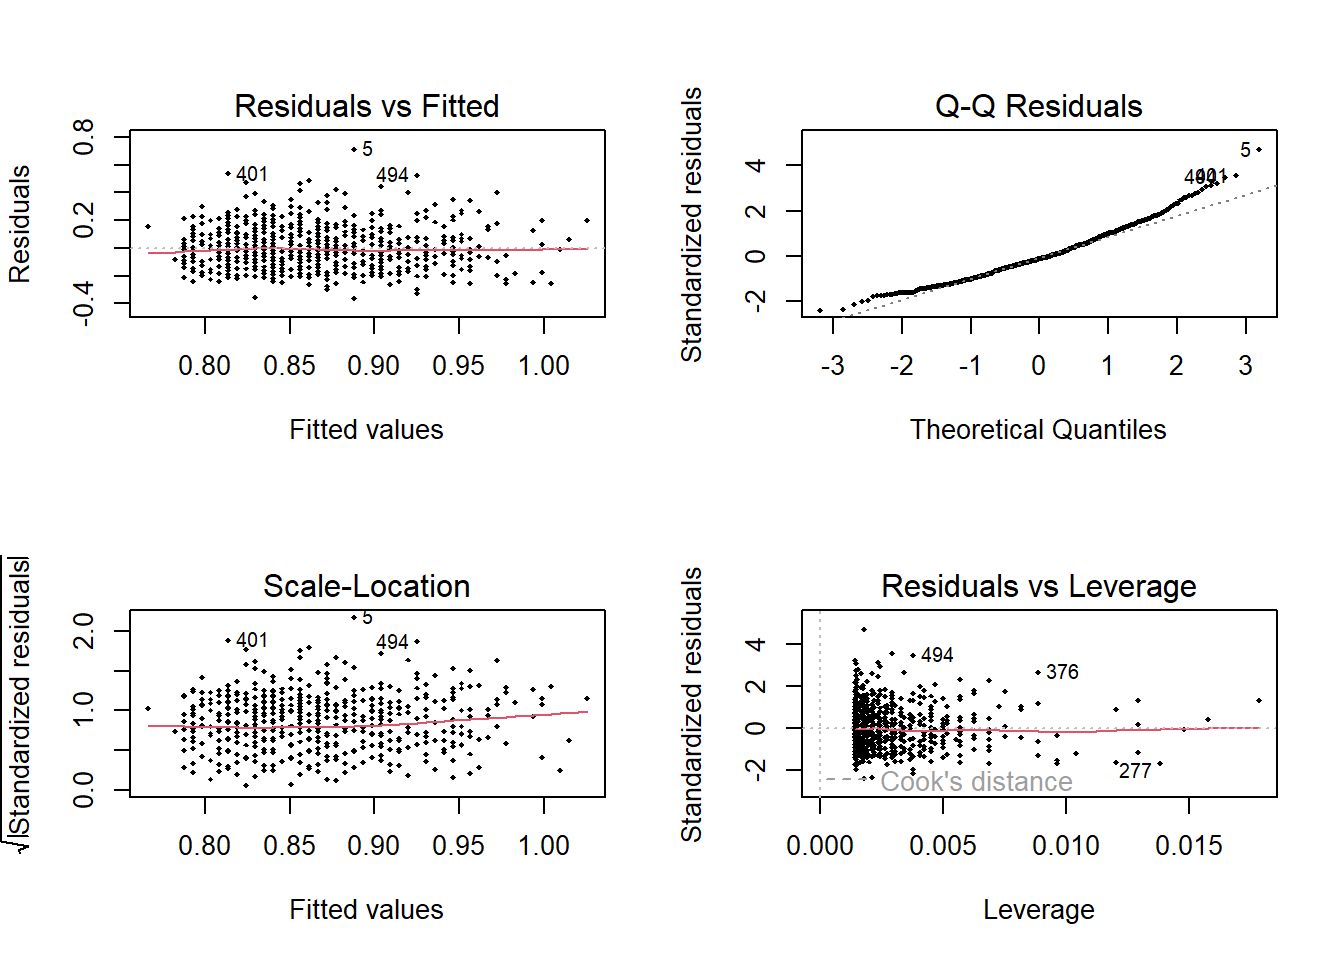 Residuals vs Fitted
Residuals
0.8
0.2
-0.4
5
401
494
0.80 0.85 0.90 0.95 1.00
Fitted values
Q-Q Residuals
Standardized residuals
4
2
0
-2
5
401
-3 -2 -1 0 1 2 3
Theoretical Quantiles
Scale-Location
√|Standardized residuals|
2.0
1.0
0.0
5
401
494
0.80 0.85 0.90 0.95 1.00
Fitted values
Residuals vs Leverage
Standardized residuals
4
2
0
-2
494
376
277
Cook's distance
0.000 0.005 0.010 0.015
Leverage